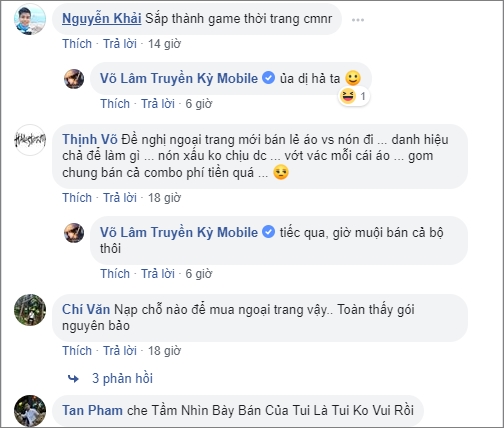 Nguyễn Khải Sắp thành game thời trang cmnr
Thích · Trả lời · 14 giờ
Võ Lâm Truyền Kỳ Mobile ủa dị hả ta 🙂
😆 1
Thích · Trả lời · 6 giờ
Thịnh Võ Đề nghị ngoại trang mới bán lẻ áo vs nón đi ... danh hiệu
chả để làm gì ... nón xấu ko chịu dc ... vớt vác mỗi cái áo ... gom
chung bán cả combo phí tiền quá ... 😒
Thích · Trả lời · 18 giờ
Võ Lâm Truyền Kỳ Mobile tiếc qua, giờ muội bán cả bộ
thôi
Thích · Trả lời · 6 giờ
Chí Văn Nạp chỗ nào để mua ngoại trang vậy.. Toàn thấy gói
nguyên bảo
Thích · Trả lời · 18 giờ
3 phản hồi
Tan Pham che Tầm Nhìn Bảy Bán Của Tui Là Tui Ko Vui Rồi